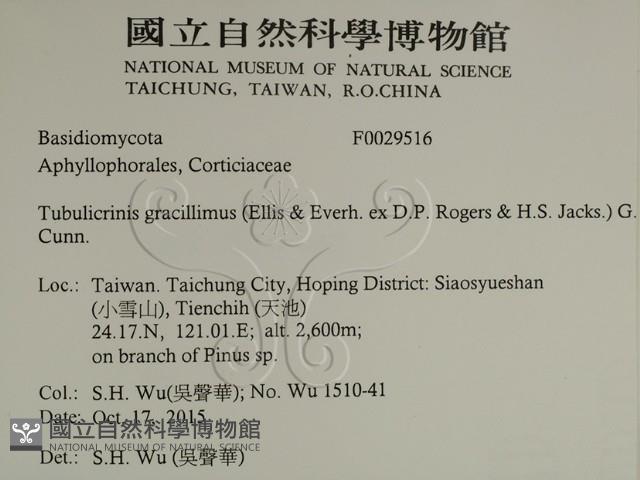 國立自然科學博物館
NATIONAL MUSEUM OF NATURAL SCIENCE
TAICHUNG, TAIWAN, R.O.CHINA
Basidiomycota F0029516
Aphyllophorales, Corticiaceae
Tubulicrinis gracillimus (Ellis & Everh. ex D.P. Rogers & H.S. Jacks.) G.
Cunn.
Loc.: Taiwan. Taichung City, Hoping District: Siaosyueshan
(小雪山), Tienchih (天池)
24.17.N, 121.01.E; alt. 2,600m;
on branch of Pinus sp.
Col.: S.H. Wu(吳聲華); No. Wu 1510-41
Date: Oct. 17, 2015
國立自然科學博物館
NATIONAL MUSEUM OF NATURAL SCIENCE
Det.: S.H. Wu (吳聲華)